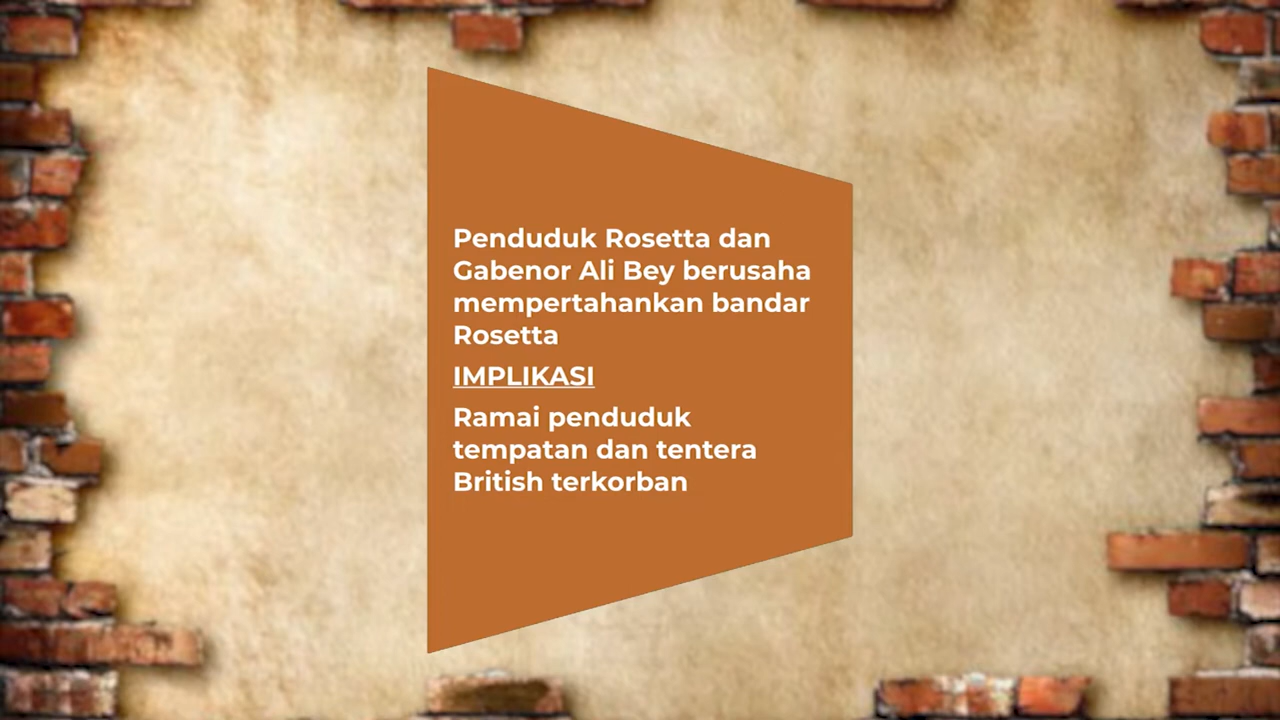 Penduduk Rosetta dan
Gabenor Ali Bey berusaha
mempertahankan bandar
Rosetta
IMPLIKASI
Ramai penduduk
tempatan dan tentera
British terkorban